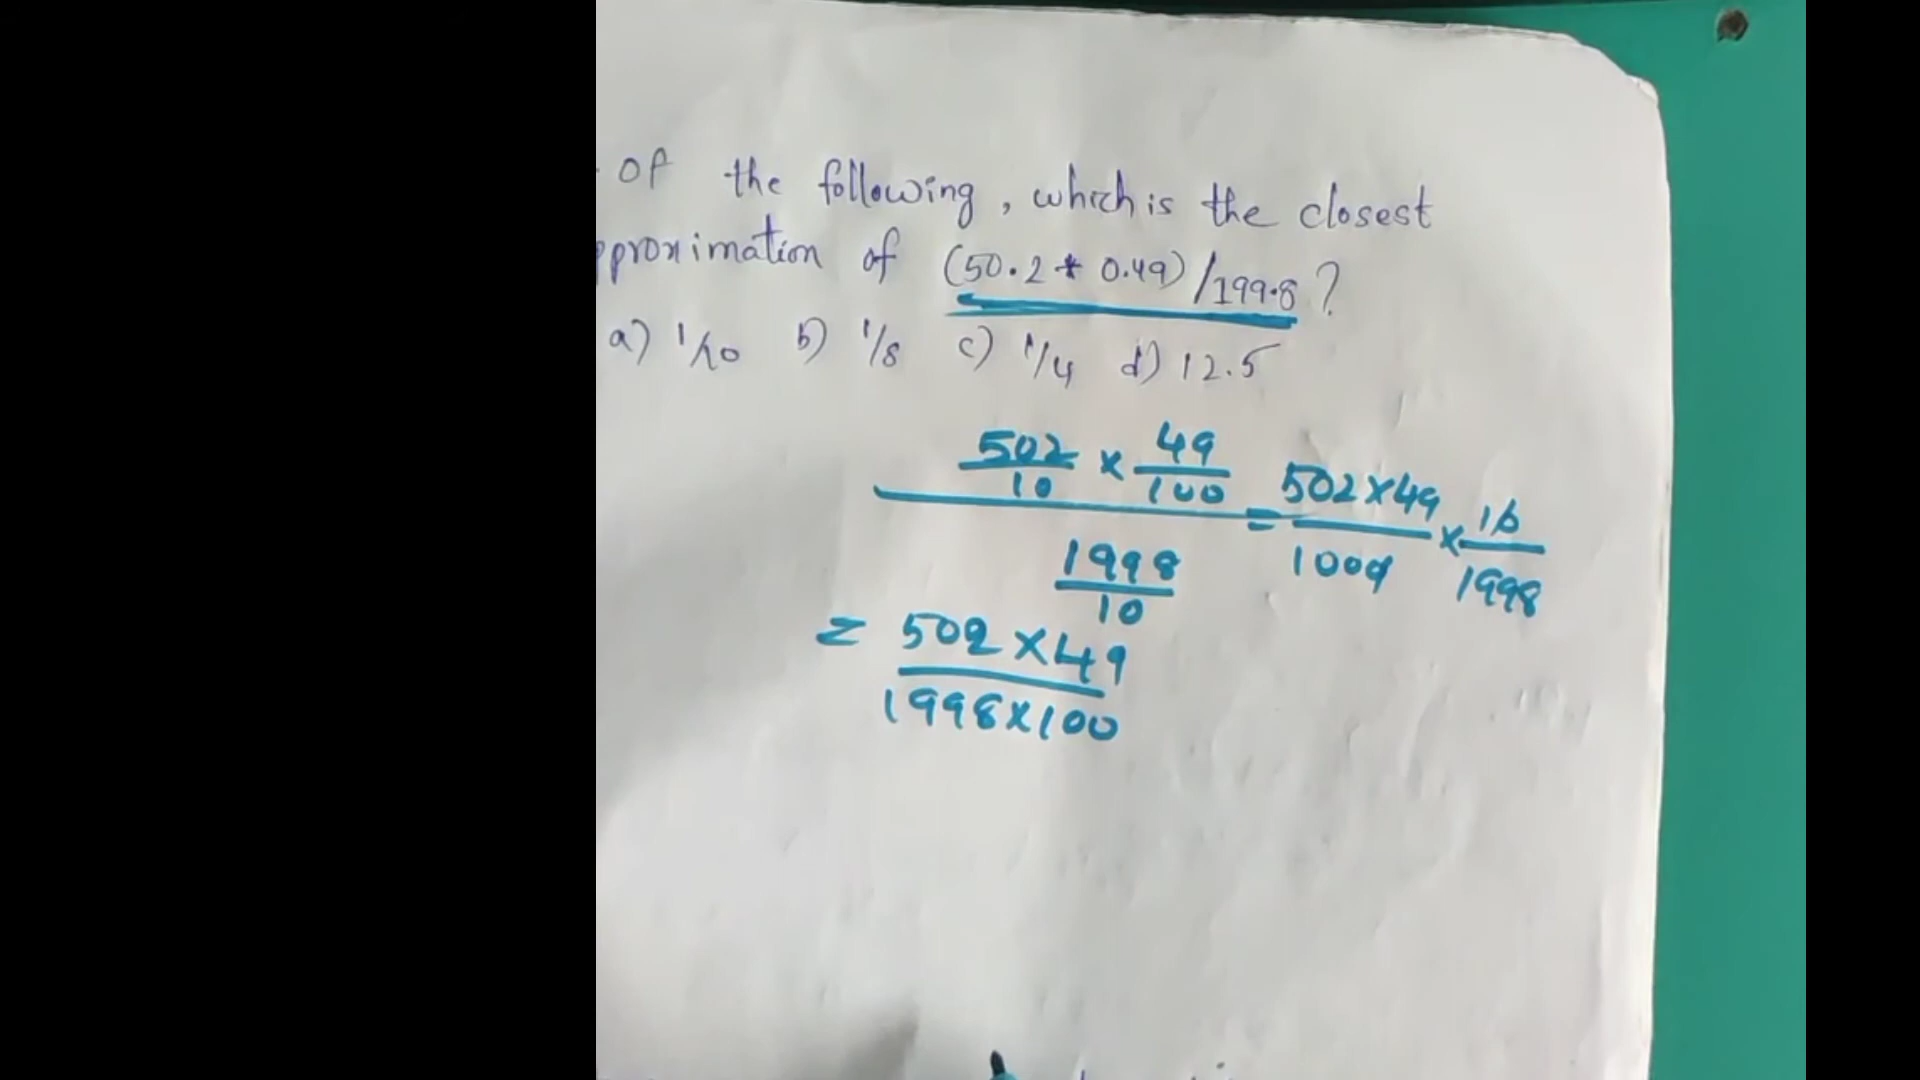 Of the following, which is the closest
pproximation of (50.2 * 0.49) / 199.8 ?
a) 1/10 b) 1/8 c) 1/4 d) 12.5
502/10 × 49/100 / 1998/10 = 502×49/1000 × 10/1998
= 502×49/1998×100